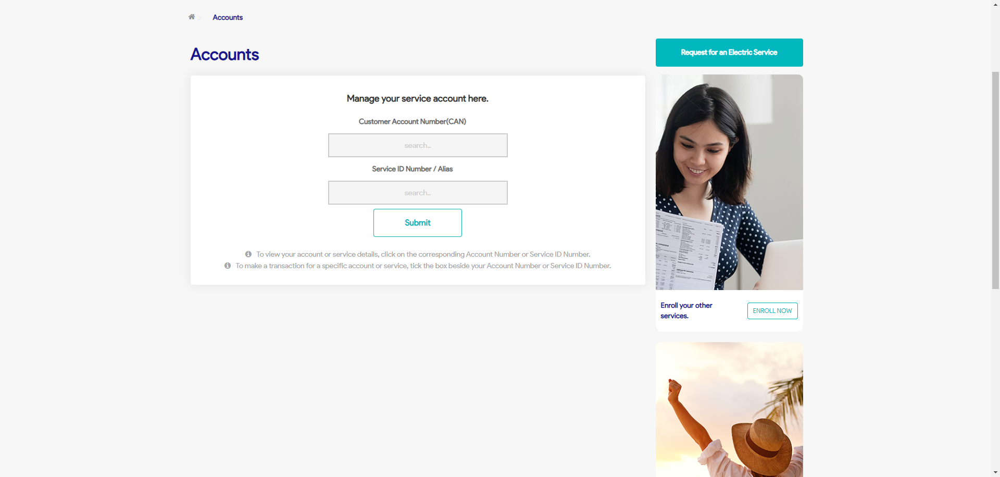 > Accounts
Accounts
Request for an Electric Service
Manage your service account here.
Customer Account Number(CAN)
search..
Service ID Number / Alias
search..
Submit
To view your account or service details, click on the corresponding Account Number or Service ID Number.
To make a transaction for a specific account or service, tick the box beside your Account Number or Service ID Number.
Enroll your other
services.
ENROLL NOW